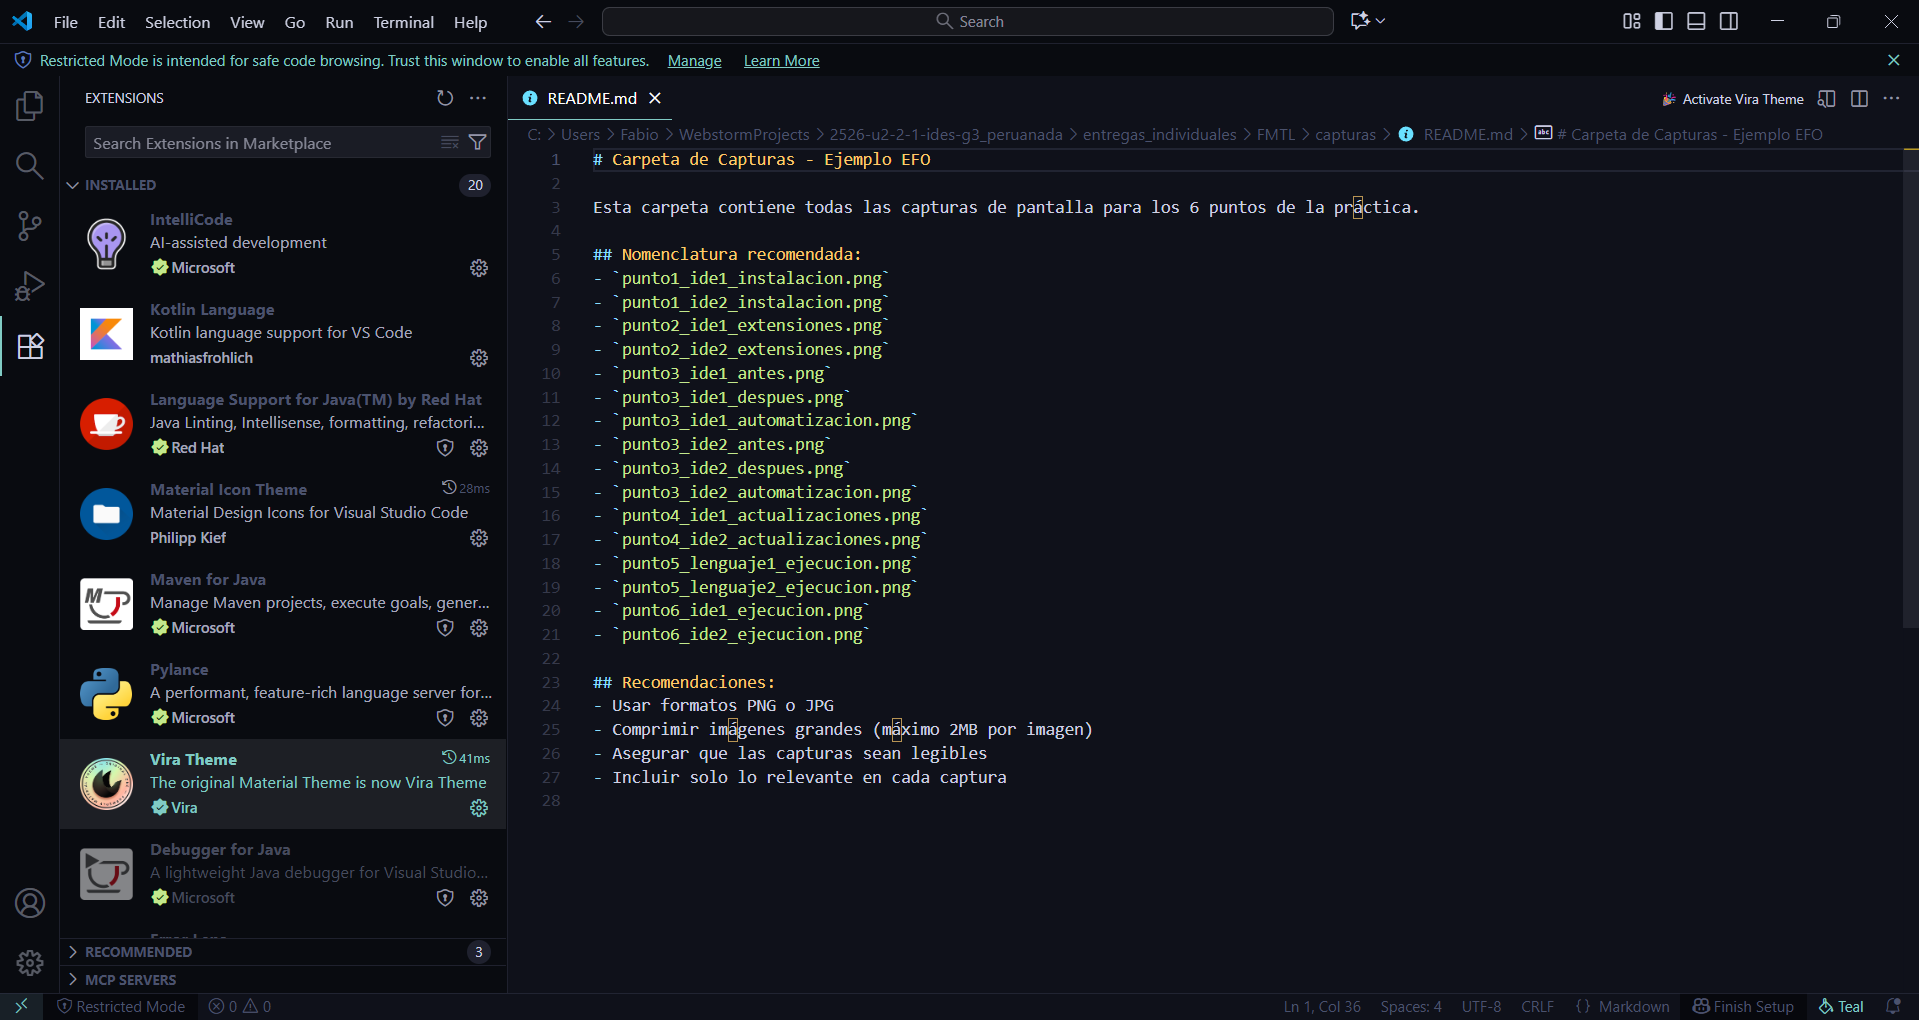 File Edit Selection View Go Run Terminal Help
Search
Restricted Mode is intended for safe code browsing. Trust this window to enable all features. Manage Learn More
EXTENSIONS
Search Extensions in Marketplace
INSTALLED 20
IntelliCode
AI-assisted development
Microsoft
Kotlin Language
Kotlin language support for VS Code
mathiasfrohlich
Language Support for Java(TM) by Red Hat
Java Linting, Intellisense, formatting, refactori...
Red Hat
Material Icon Theme 28ms
Material Design Icons for Visual Studio Code
Philipp Kief
Maven for Java
Manage Maven projects, execute goals, gener...
Microsoft
Pylance
A performant, feature-rich language server for...
Microsoft
Vira Theme 41ms
The original Material Theme is now Vira Theme
Vira
Debugger for Java
A lightweight Java debugger for Visual Studio...
Microsoft
RECOMMENDED 3
MCP SERVERS
README.md
Activate Vira Theme
C: > Users > Fabio > WebstormProjects > 2526-u2-2-1-ides-g3_peruanada > entregas_individuales > FMTL > capturas > README.md > # Carpeta de Capturas - Ejemplo EFO
1 # Carpeta de Capturas - Ejemplo EFO
2
3 Esta carpeta contiene todas las capturas de pantalla para los 6 puntos de la práctica.
4
5 ## Nomenclatura recomendada:
6 - `punto1_ide1_instalacion.png`
7 - `punto1_ide2_instalacion.png`
8 - `punto2_ide1_extensiones.png`
9 - `punto2_ide2_extensiones.png`
10 - `punto3_ide1_antes.png`
11 - `punto3_ide1_despues.png`
12 - `punto3_ide1_automatizacion.png`
13 - `punto3_ide2_antes.png`
14 - `punto3_ide2_despues.png`
15 - `punto3_ide2_automatizacion.png`
16 - `punto4_ide1_actualizaciones.png`
17 - `punto4_ide2_actualizaciones.png`
18 - `punto5_lenguaje1_ejecucion.png`
19 - `punto5_lenguaje2_ejecucion.png`
20 - `punto6_ide1_ejecucion.png`
21 - `punto6_ide2_ejecucion.png`
22
23 ## Recomendaciones:
24 - Usar formatos PNG o JPG
25 - Comprimir imágenes grandes (máximo 2MB por imagen)
26 - Asegurar que las capturas sean legibles
27 - Incluir solo lo relevante en cada captura
28
Restricted Mode 0 0
Ln 1, Col 36 Spaces: 4 UTF-8 CRLF {} Markdown Finish Setup Teal